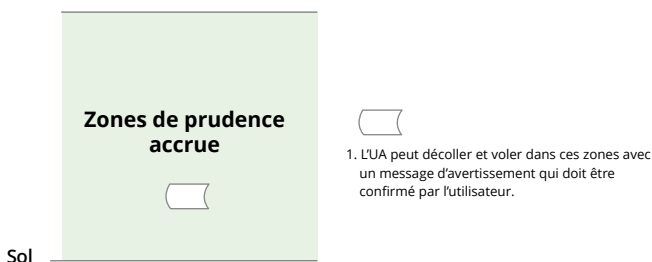 Zones de prudence
accrue
1. L’UA peut décoller et voler dans ces zones avec
un message d’avertissement qui doit être
confirmé par l’utilisateur.
Sol